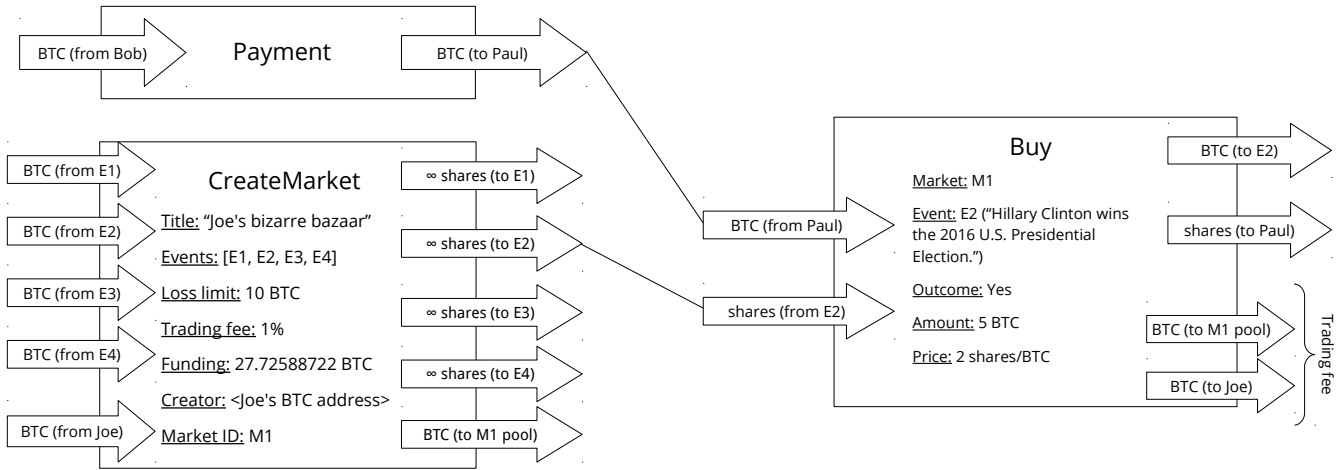 Payment
BTC (from Bob)
BTC (to Paul)
CreateMarket
BTC (from E1)
BTC (from E2)
BTC (from E3)
BTC (from E4)
BTC (from Joe)
Title: “Joe's bizarre bazaar”
Events: [E1, E2, E3, E4]
Loss limit: 10 BTC
Trading fee: 1%
Funding: 27.72588722 BTC
Creator: <Joe's BTC address>
Market ID: M1
∞ shares (to E1)
∞ shares (to E2)
∞ shares (to E3)
∞ shares (to E4)
BTC (to M1 pool)
Buy
BTC (from Paul)
shares (from E2)
Market: M1
Event: E2 (“Hillary Clinton wins
the 2016 U.S. Presidential
Election.”)
Outcome: Yes
Amount: 5 BTC
Price: 2 shares/BTC
BTC (to E2)
shares (to Paul)
BTC (to M1 pool)
BTC (to Joe)
Trading fee